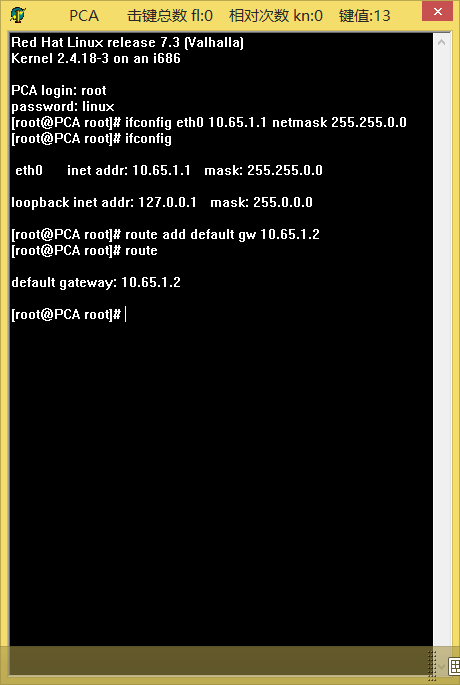 PCA 击键总数 fl:0 相对次数 kn:0 键值:13
Red Hat Linux release 7.3 (Valhalla)
Kernel 2.4.18-3 on an i686
PCA login: root
password: linux
[root@PCA root]# ifconfig eth0 10.65.1.1 netmask 255.255.0.0
[root@PCA root]# ifconfig
eth0 inet addr: 10.65.1.1 mask: 255.255.0.0
loopback inet addr: 127.0.0.1 mask: 255.0.0.0
[root@PCA root]# route add default gw 10.65.1.2
[root@PCA root]# route
default gateway: 10.65.1.2
[root@PCA root]#